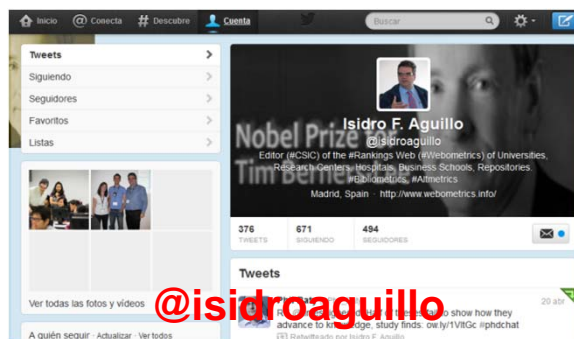 Inicio @ Conecta # Descubre Cuenta Buscar
Tweets
Siguiendo
Seguidores
Favoritos
Listas
Ver todas las fotos y vídeos
A quién seguir · Actualizar · Ver todos
Nobel Prize for
Tim Berners
Isidro F. Aguillo
@isidroaguillo
Editor (#CSIC) of the #Rankings Web (#Webometrics) of Universities,
Research Centers, Hospitals, Business Schools, Repositories.
#Bibliometrics, #Altmetrics
Madrid, Spain · http://www.webometrics.info/
376 671 494
TWEETS SIGUIENDO SEGUIDORES
Tweets
20 abr
to show how they
advance to knowledge, study finds: ow.ly/1VltGc #phdchat
Retwitteado por Isidro F. Aguillo
@isidroaguillo